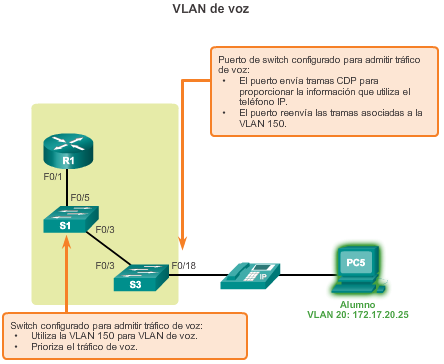 VLAN de voz
Puerto de switch configurado para admitir tráfico
de voz:
• El puerto envía tramas CDP para
proporcionar la información que utiliza el
teléfono IP.
• El puerto reenvía las tramas asociadas a la
VLAN 150.
R1
F0/1
F0/5
S1
F0/3
F0/3
F0/18
S3
IP
PC5
Alumno
VLAN 20: 172.17.20.25
Switch configurado para admitir tráfico de voz:
• Utiliza la VLAN 150 para VLAN de voz.
• Prioriza el tráfico de voz.